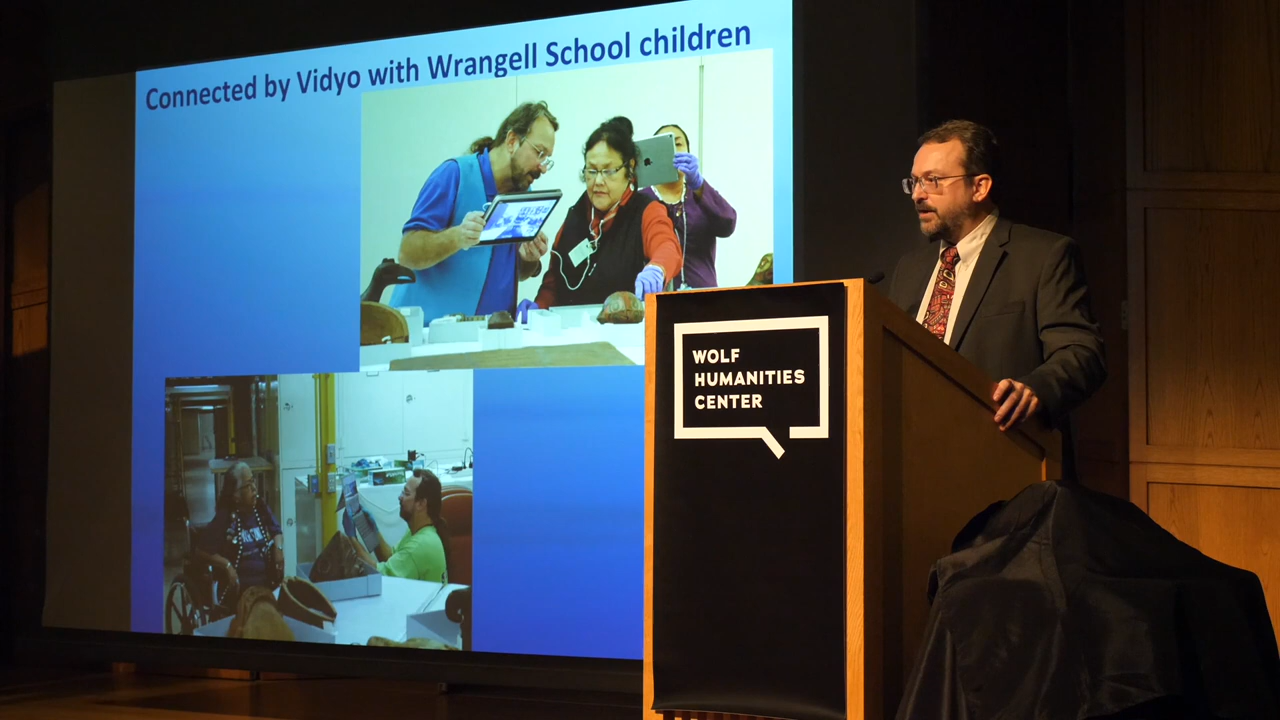 Connected by Vidyo with Wrangell School children
WOLF
HUMANITIES
CENTER